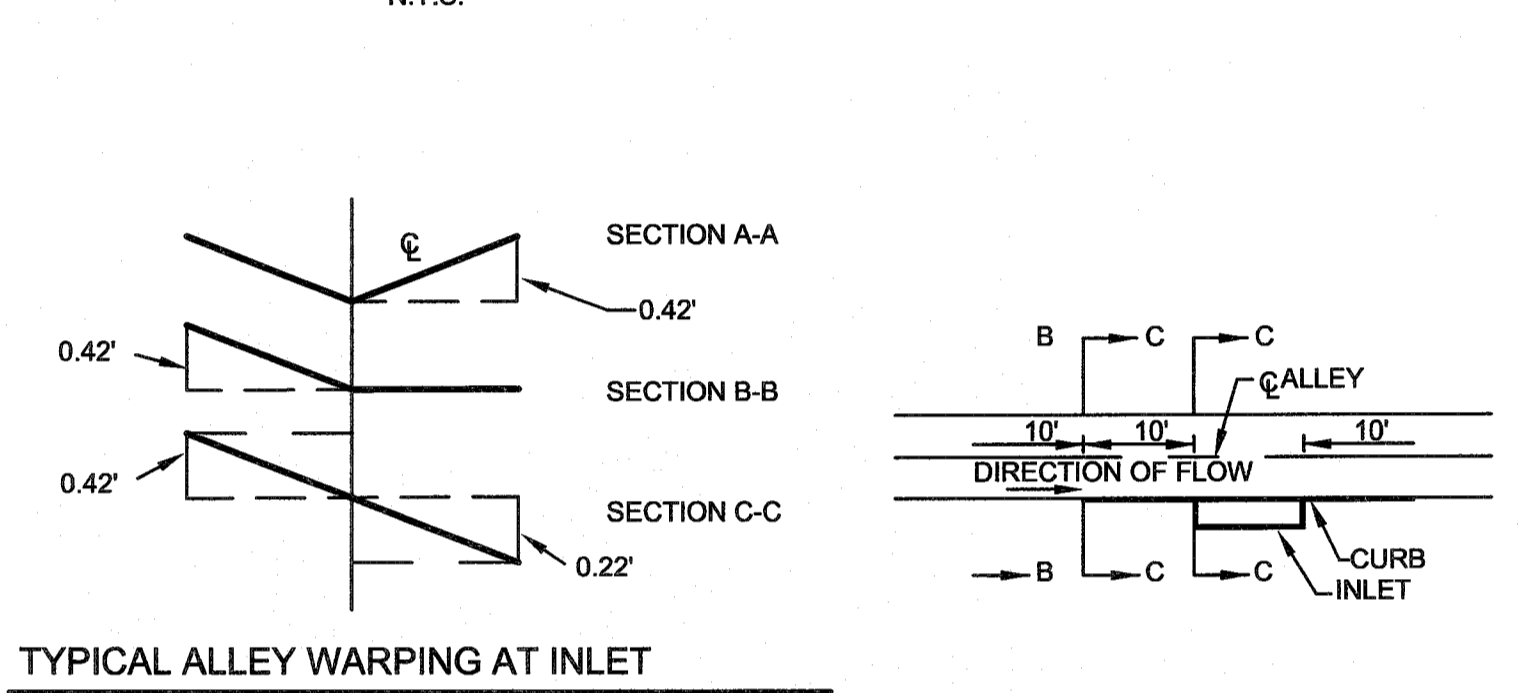 N.T.S.
℄
SECTION A-A
0.42'
0.42'
SECTION B-B
0.42'
SECTION C-C
0.22'
TYPICAL ALLEY WARPING AT INLET
B
C
C
℄ ALLEY
10'
10'
10'
DIRECTION OF FLOW
B
C
C
CURB
INLET